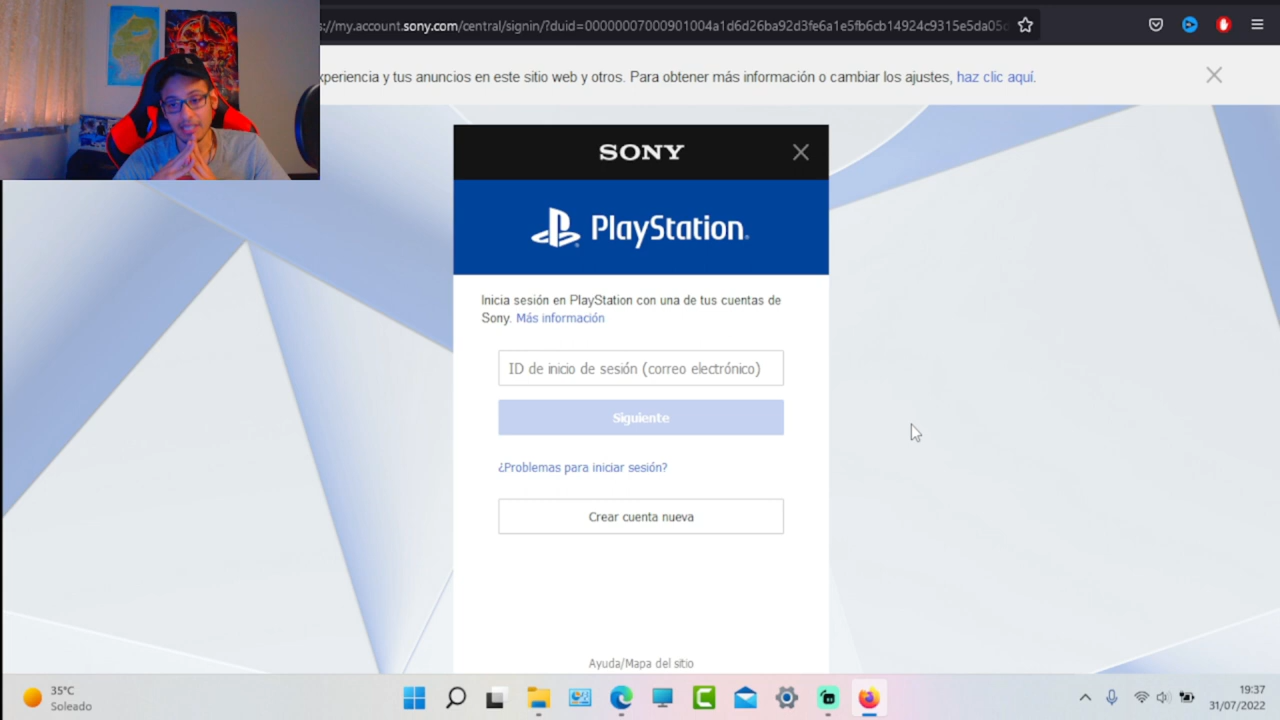 ://my.account.sony.com/central/signin/?duid=00000007000901004a1d6d26ba92d3fe6a1e5fb6cb14924c9315e5da05c
xperiencia y tus anuncios en este sitio web y otros. Para obtener más información o cambiar los ajustes, haz clic aquí.
SONY
PlayStation
Inicia sesión en PlayStation con una de tus cuentas de
Sony. Más información
ID de inicio de sesión (correo electrónico)
Siguiente
¿Problemas para iniciar sesión?
Crear cuenta nueva
Ayuda/Mapa del sitio
35°C
Soleado
19:37
31/07/2022